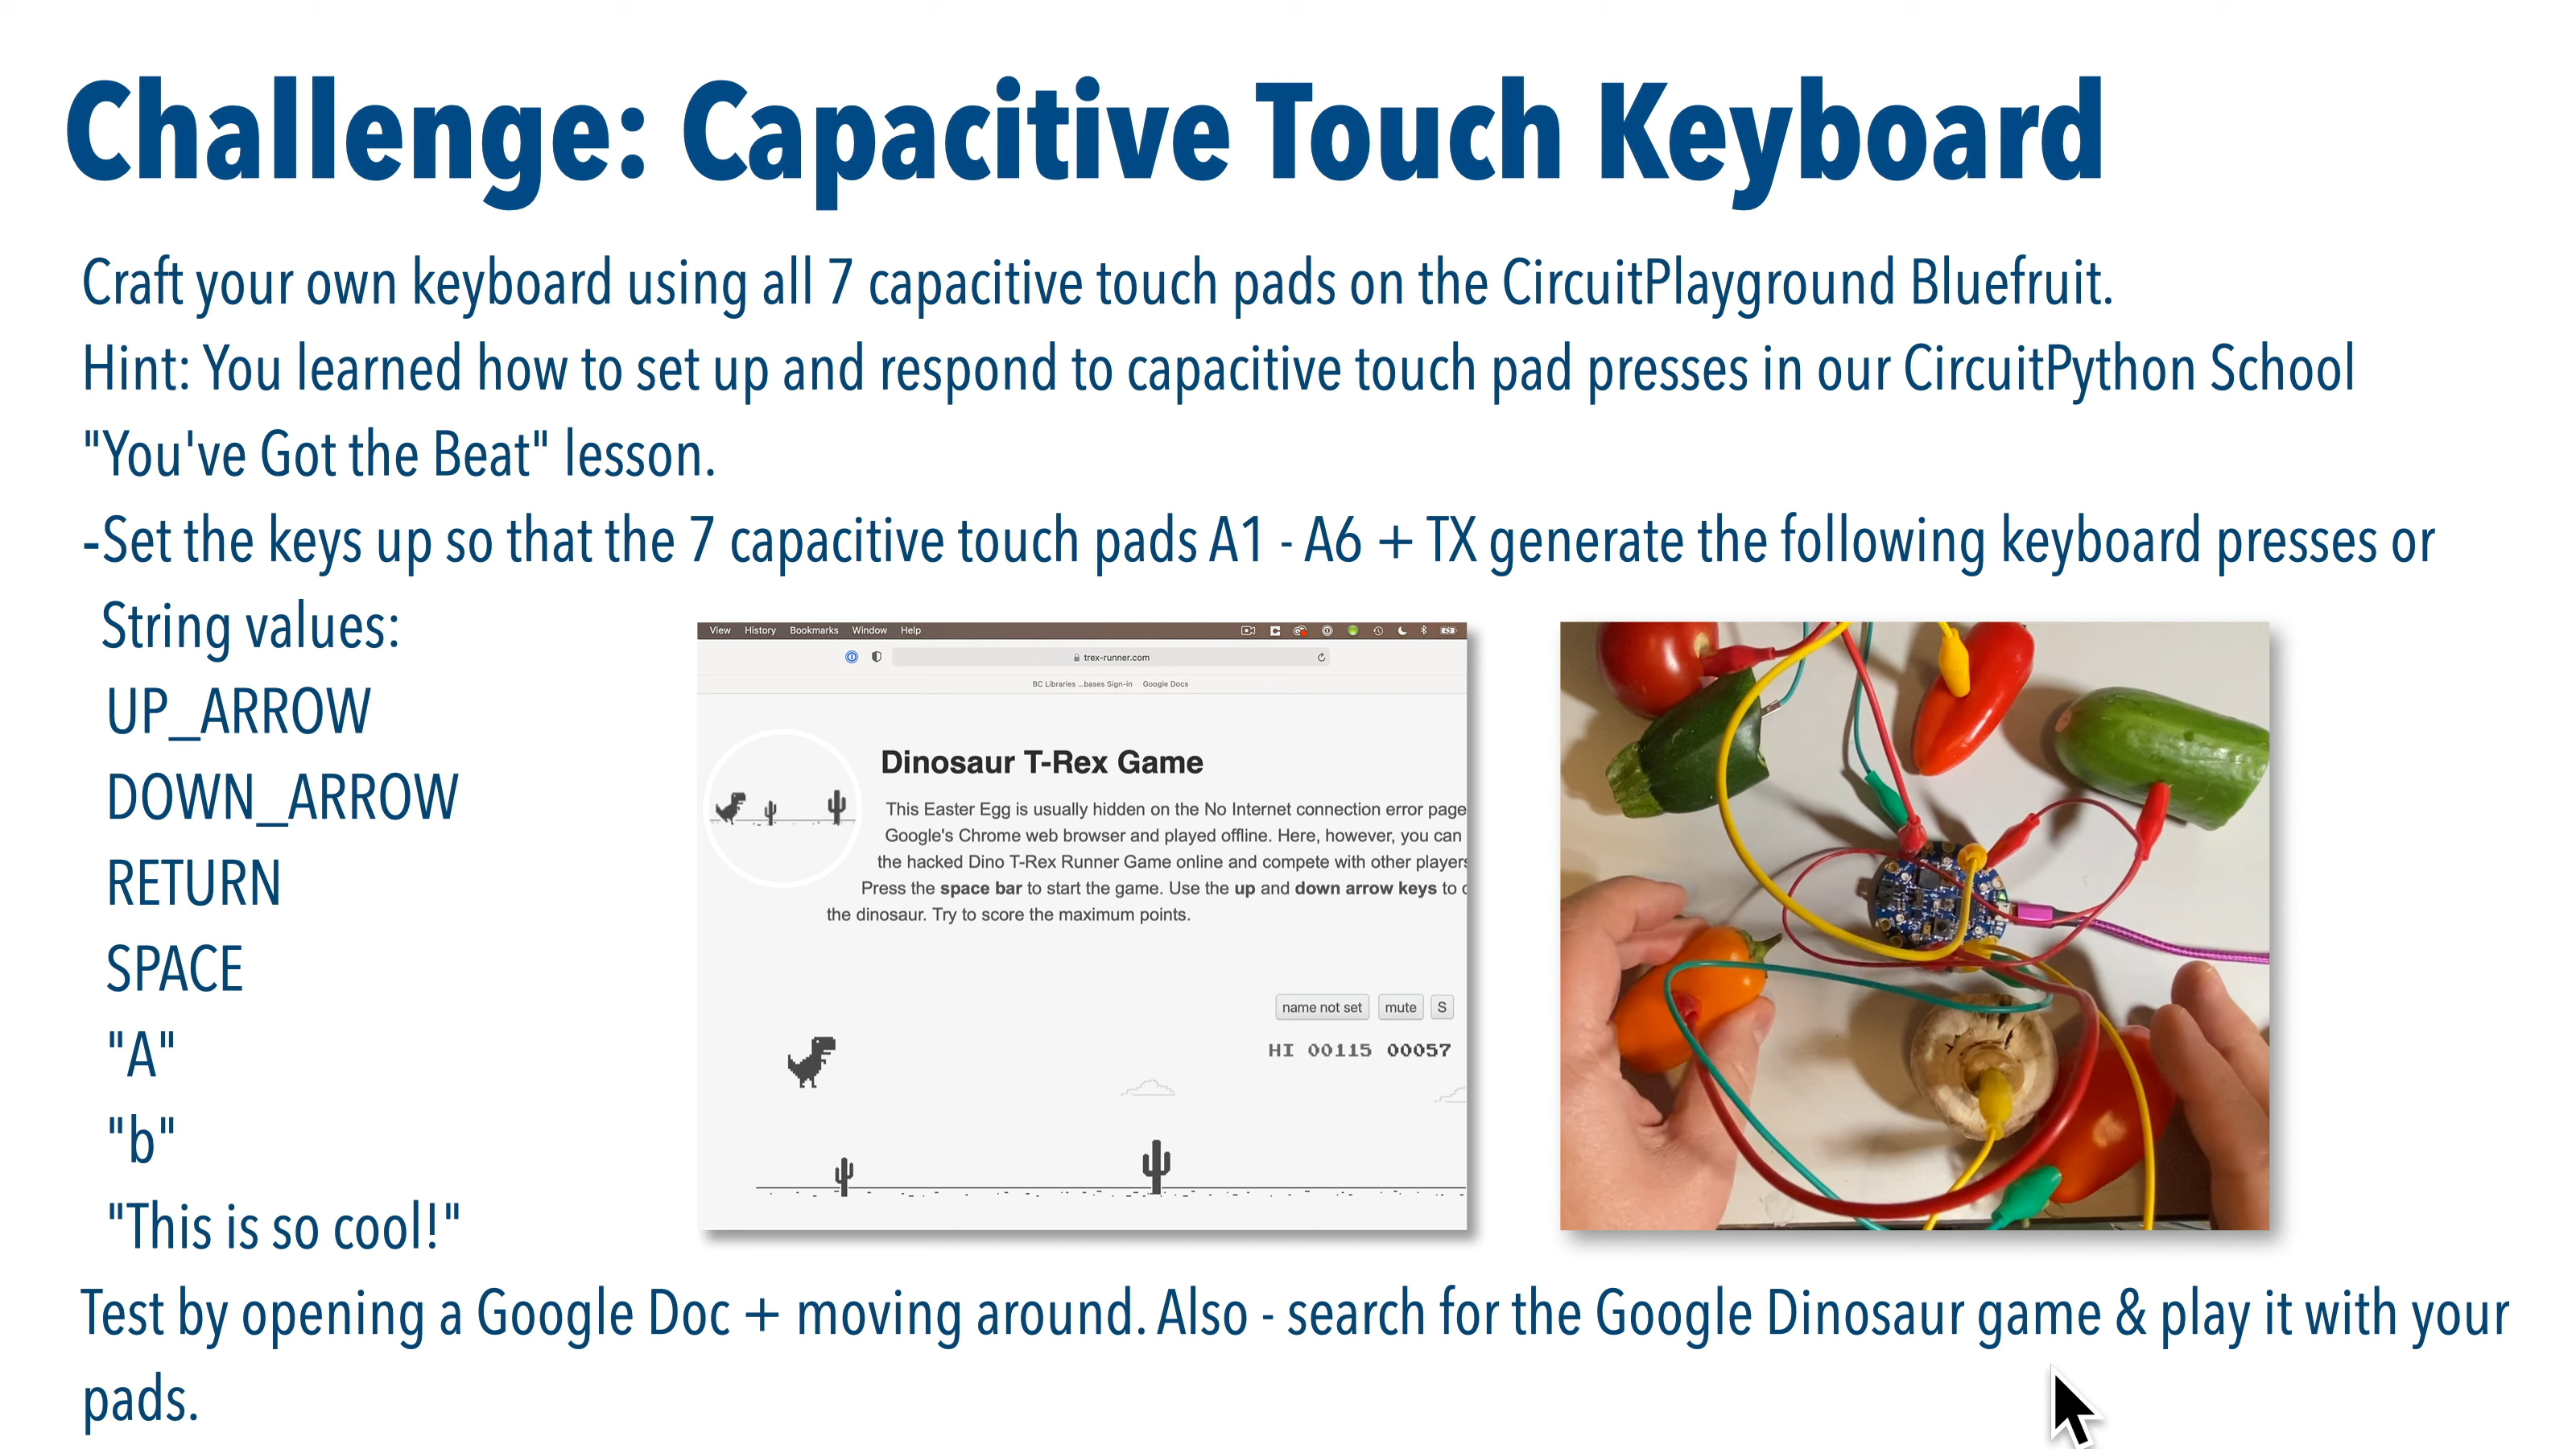 Challenge: Capacitive Touch Keyboard
Craft your own keyboard using all 7 capacitive touch pads on the CircuitPlayground Bluefruit.
Hint: You learned how to set up and respond to capacitive touch pad presses in our CircuitPython School
"You've Got the Beat" lesson.
-Set the keys up so that the 7 capacitive touch pads A1 - A6 + TX generate the following keyboard presses or
String values:
UP_ARROW
DOWN_ARROW
RETURN
SPACE
"A"
"b"
"This is so cool!"
View History Bookmarks Window Help
trex-runner.com
BC Libraries ...bases Sign-in Google Docs
Dinosaur T-Rex Game
This Easter Egg is usually hidden on the No Internet connection error page
Google's Chrome web browser and played offline. Here, however, you can
the hacked Dino T-Rex Runner Game online and compete with other players
Press the space bar to start the game. Use the up and down arrow keys to
the dinosaur. Try to score the maximum points.
name not set mute S
HI 00115 00057
Test by opening a Google Doc + moving around. Also - search for the Google Dinosaur game & play it with your
pads.